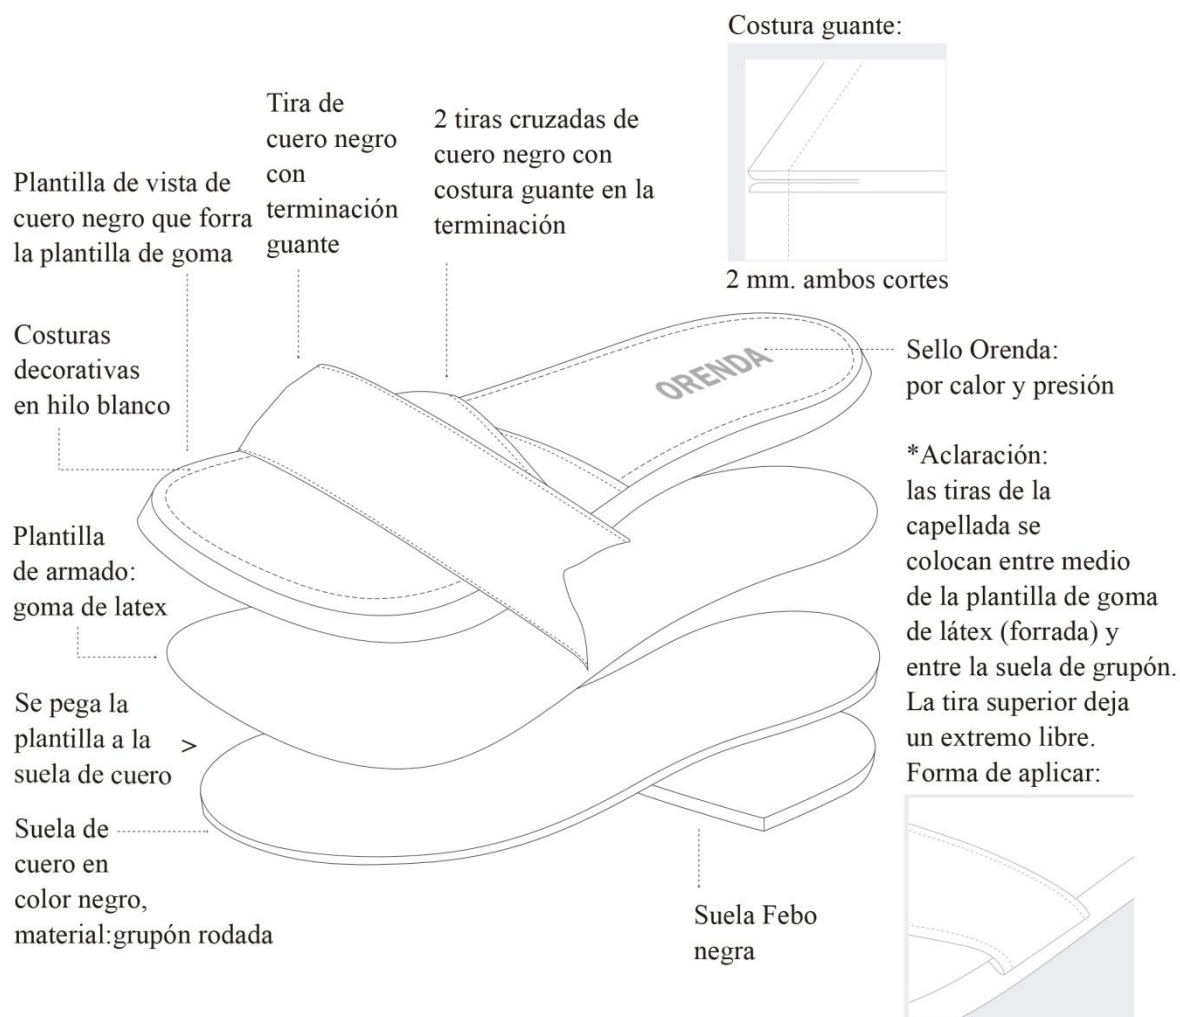 Costura guante:
2 mm. ambos cortes
Tira de
cuero negro
con
terminación
guante
2 tiras cruzadas de
cuero negro con
costura guante en la
terminación
Plantilla de vista de
cuero negro que forra
la plantilla de goma
Costuras
decorativas
en hilo blanco
ORENDA
Sello Orenda:
por calor y presión
*Aclaración:
las tiras de la
capellada se
colocan entre medio
de la plantilla de goma
de látex (forrada) y
entre la suela de grupón.
La tira superior deja
un extremo libre.
Forma de aplicar:
Plantilla
de armado:
goma de latex
Se pega la
plantilla a la >
suela de cuero
Suela de
cuero en
color negro,
material:grupón rodada
Suela Febo
negra